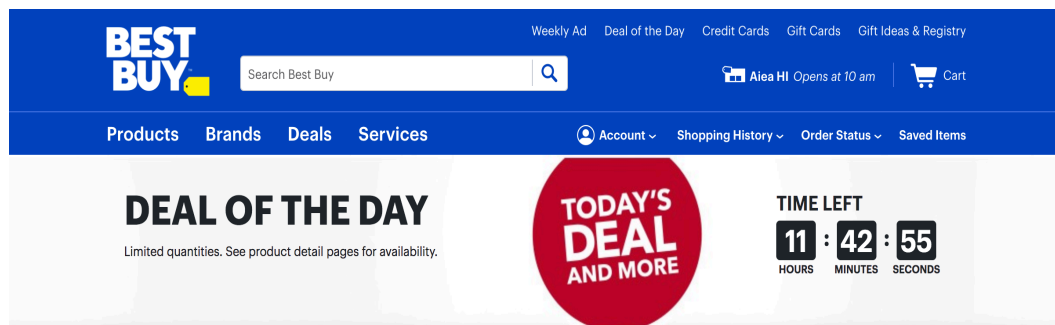 BEST
BUY
Weekly Ad Deal of the Day Credit Cards Gift Cards Gift Ideas & Registry
Search Best Buy
Aiea HI Opens at 10 am
Cart
Products Brands Deals Services
Account Shopping History Order Status Saved Items
DEAL OF THE DAY
Limited quantities. See product detail pages for availability.
TODAY'S
DEAL
AND MORE
TIME LEFT
11 : 42 : 55
HOURS MINUTES SECONDS